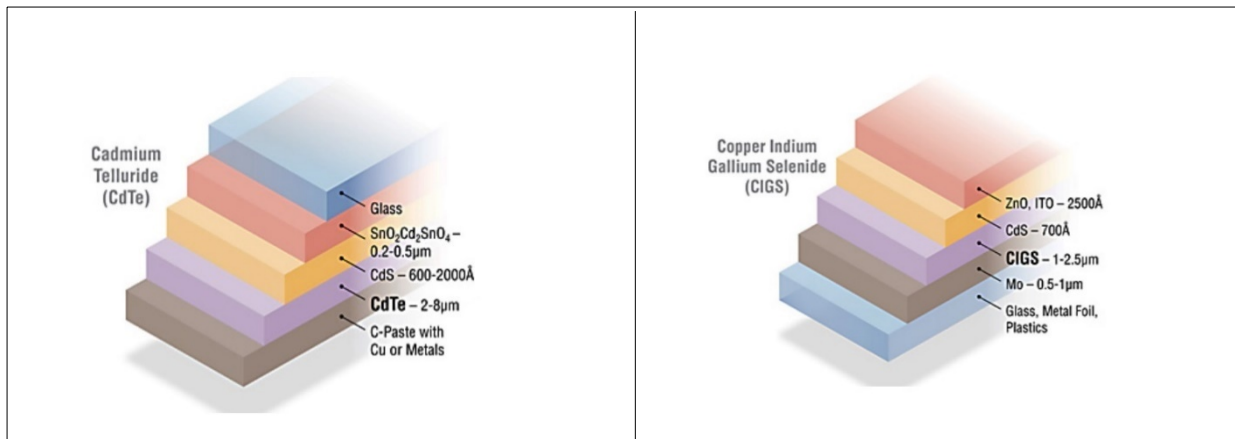 Cadmium
Telluride
(CdTe)
Glass
SnO₂Cd₂SnO₄ –
0.2-0.5µm
CdS – 600-2000Å
CdTe – 2-8µm
C-Paste with
Cu or Metals
Copper Indium
Gallium Selenide
(CIGS)
ZnO, ITO – 2500Å
CdS – 700Å
CIGS – 1-2.5µm
Mo – 0.5-1µm
Glass, Metal Foil,
Plastics